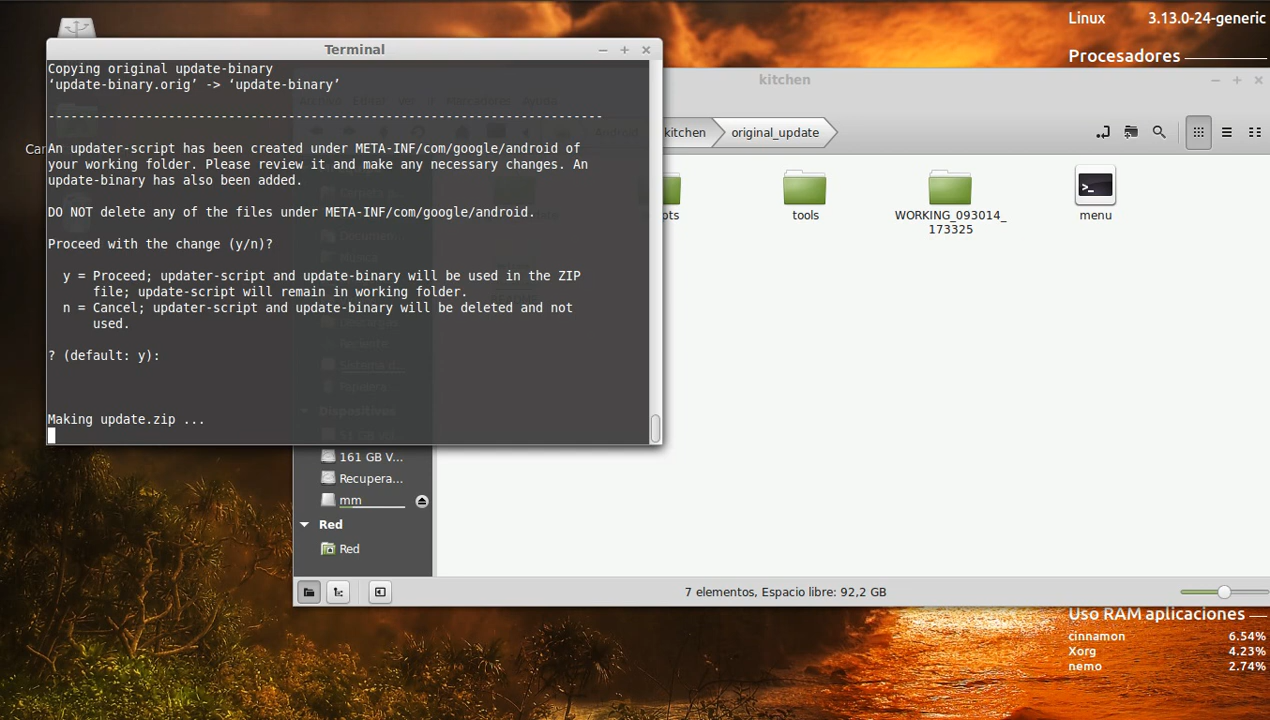 Linux 3.13.0-24-generic
Procesadores
Terminal
Copying original update-binary
‘update-binary.orig’ -> ‘update-binary’
--------------------------------------------------------------------------
An updater-script has been created under META-INF/com/google/android of
your working folder. Please review it and make any necessary changes. An
update-binary has also been added.
DO NOT delete any of the files under META-INF/com/google/android.
Proceed with the change (y/n)?
y = Proceed; updater-script and update-binary will be used in the ZIP
file; update-script will remain in working folder.
n = Cancel; updater-script and update-binary will be deleted and not
used.
? (default: y):
Making update.zip ...
kitchen
kitchen
original_update
pts
tools
WORKING_093014_
173325
menu
Dispositivos
161 GB V...
Recupera...
mm
Red
Red
7 elementos, Espacio libre: 92,2 GB
Uso RAM aplicaciones
cinnamon 6.54%
Xorg 4.23%
nemo 2.74%